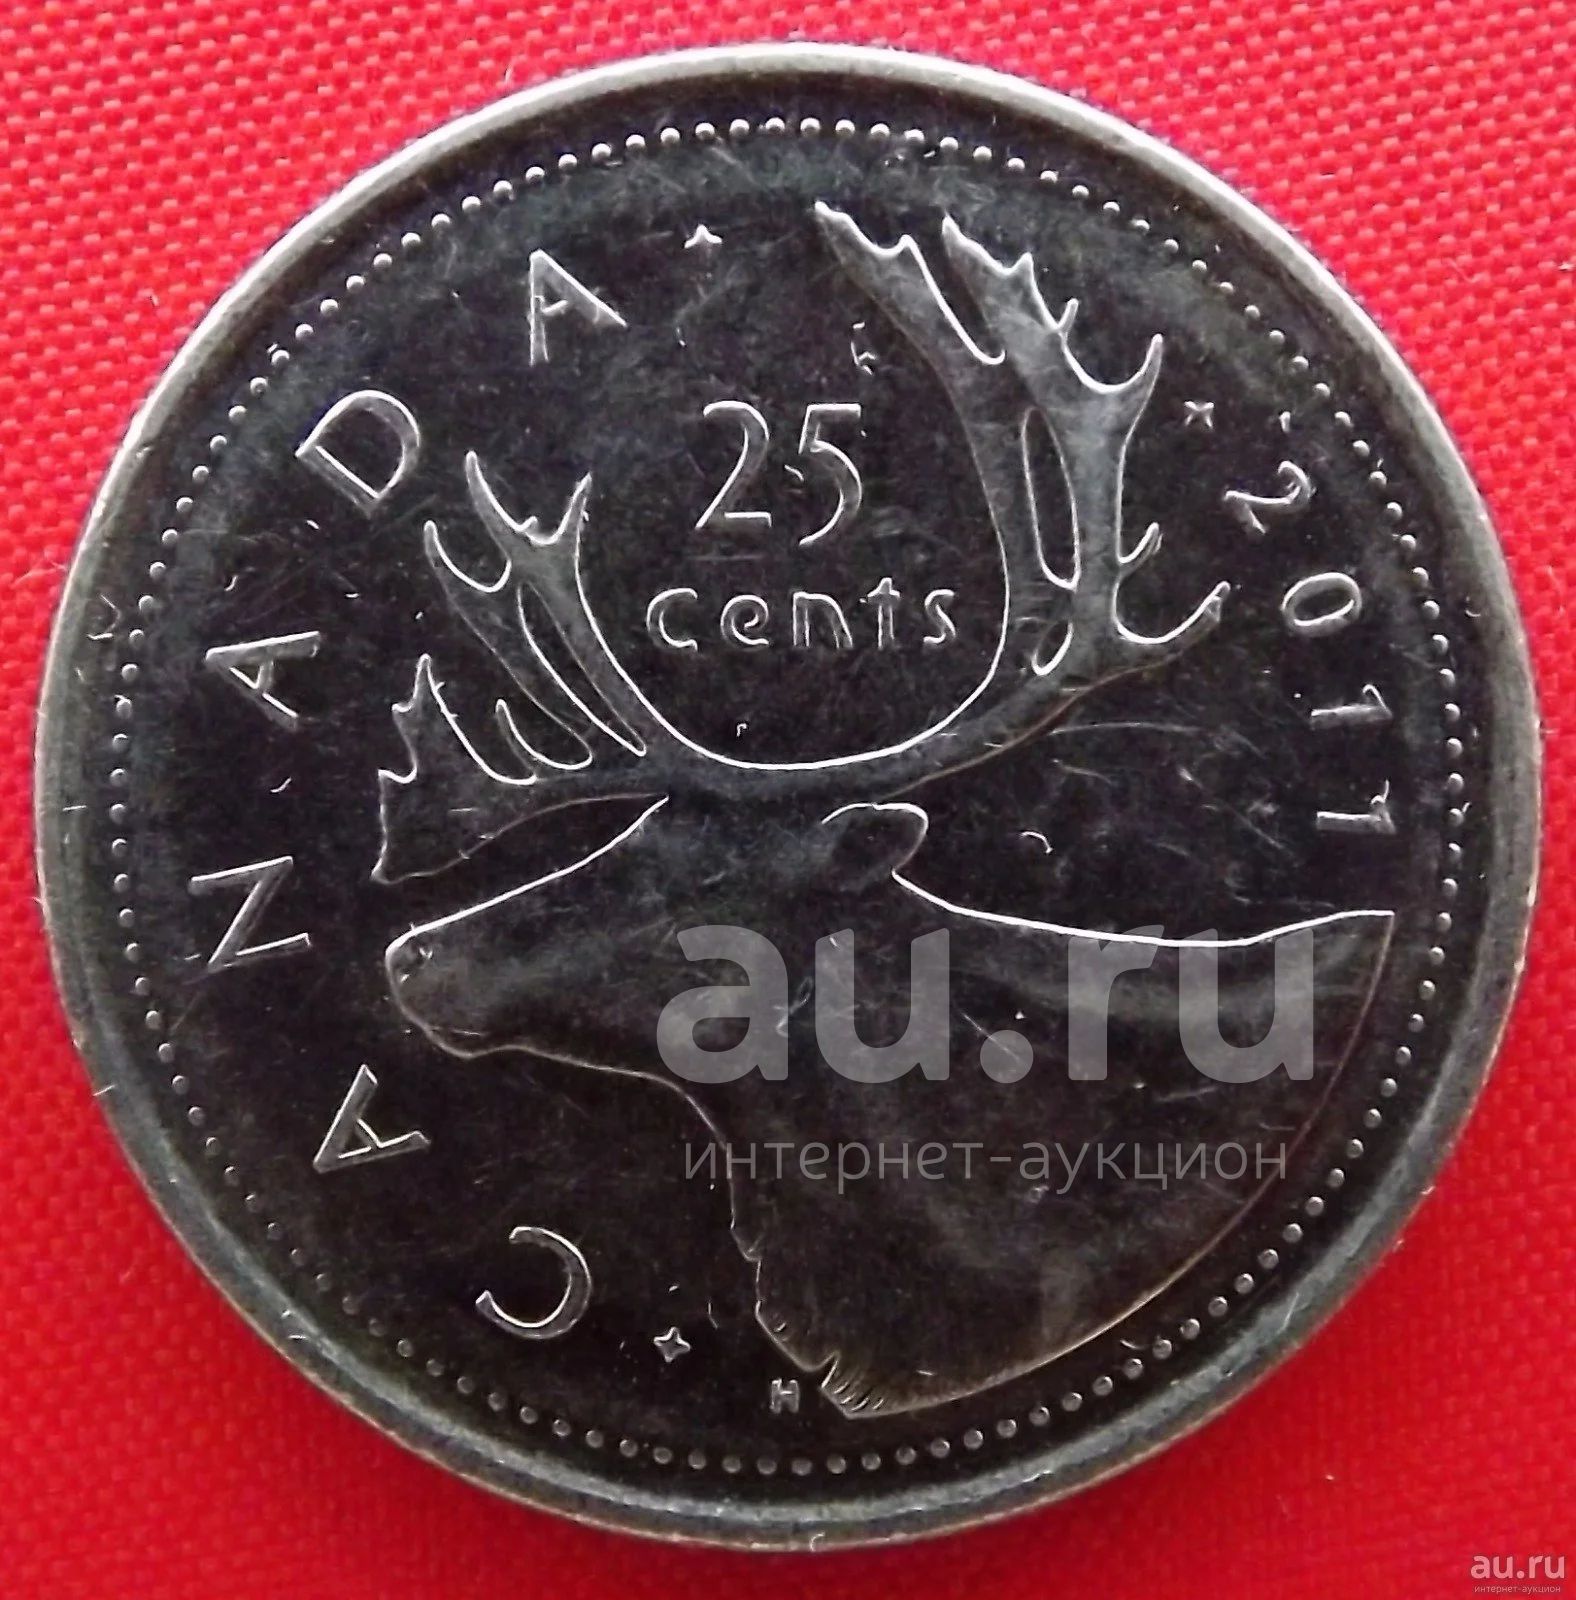 CANADA
25
cents
2011
H
au.ru
интернет-аукцион
au.ru
интернет-аукцион